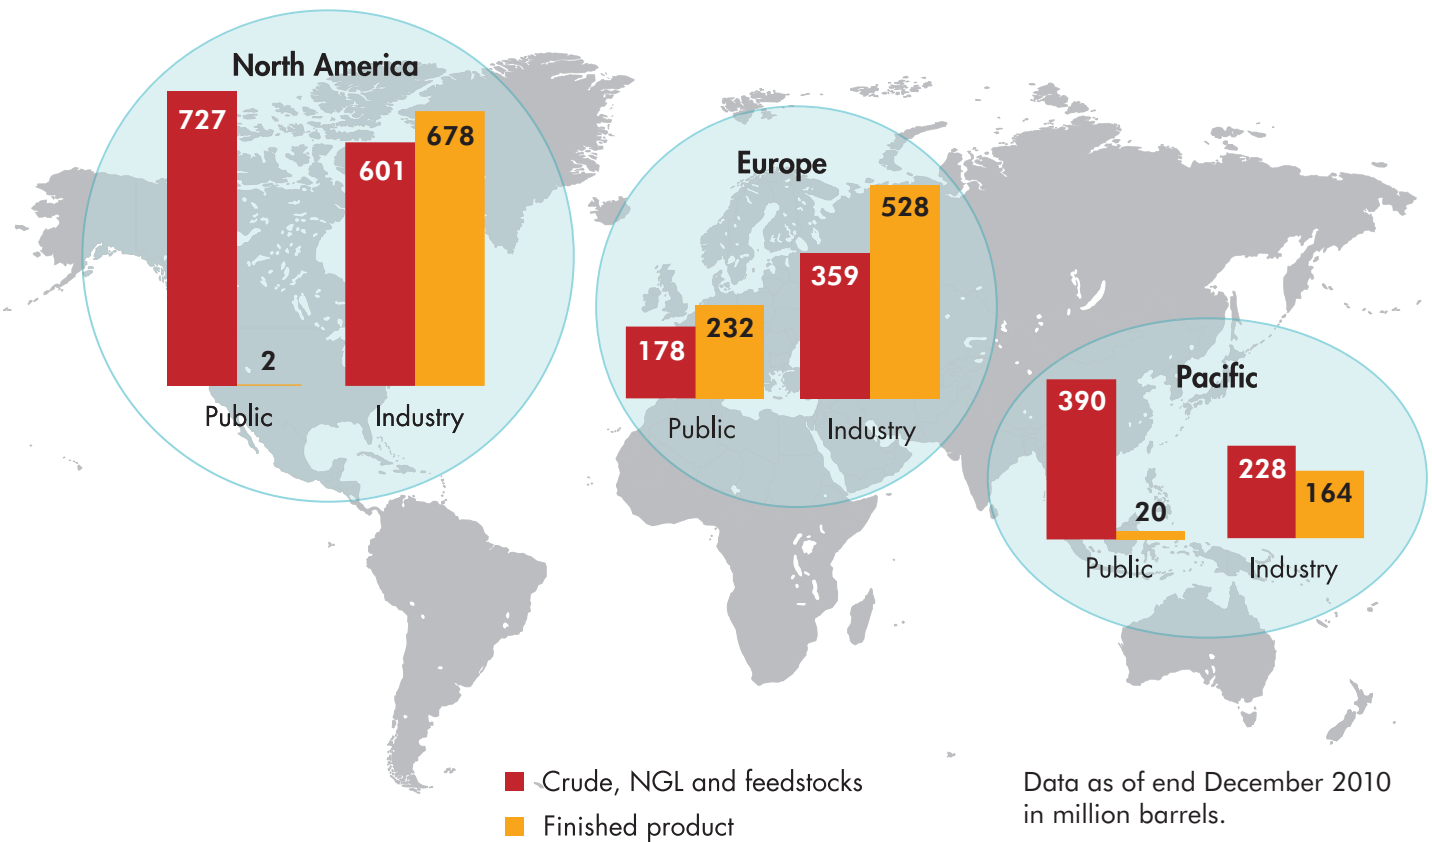 North America
727
2
601
678
Public
Industry
Europe
178
232
359
528
Public
Industry
Pacific
390
20
228
164
Public
Industry
Crude, NGL and feedstocks
Finished product
Data as of end December 2010
in million barrels.